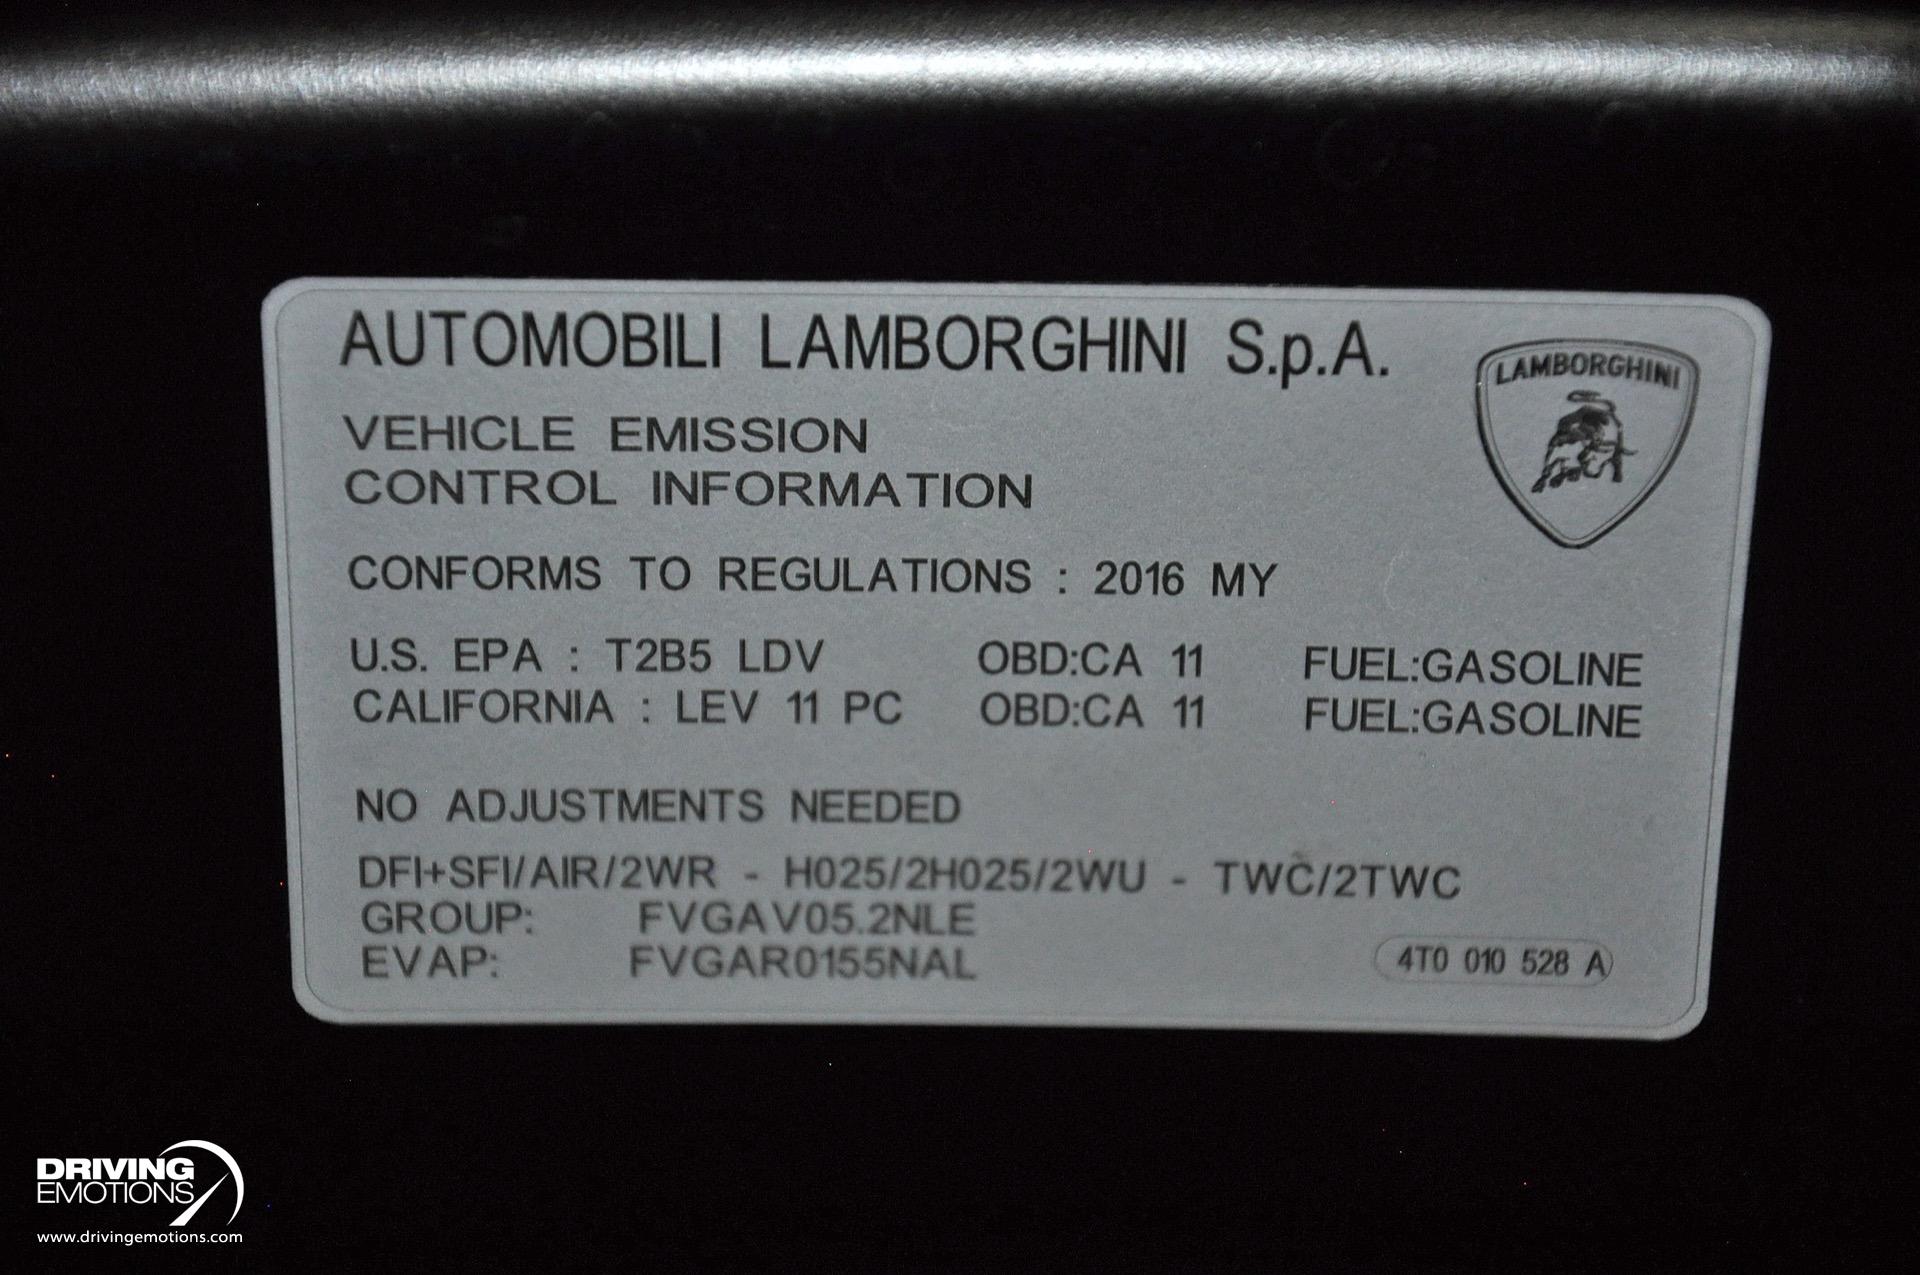 AUTOMOBILI LAMBORGHINI S.p.A.
LAMBORGHINI
VEHICLE EMISSION
CONTROL INFORMATION
CONFORMS TO REGULATIONS : 2016 MY
U.S. EPA : T2B5 LDV OBD:CA 11 FUEL:GASOLINE
CALIFORNIA : LEV 11 PC OBD:CA 11 FUEL:GASOLINE
NO ADJUSTMENTS NEEDED
DFI+SFI/AIR/2WR - HO25/2HO25/2WU - TWC/2TWC
GROUP: FVGAV05.2NLE
EVAP: FVGAR0155NAL
4T0 010 528 A
DRIVING
EMOTIONS
www.drivingemotions.com